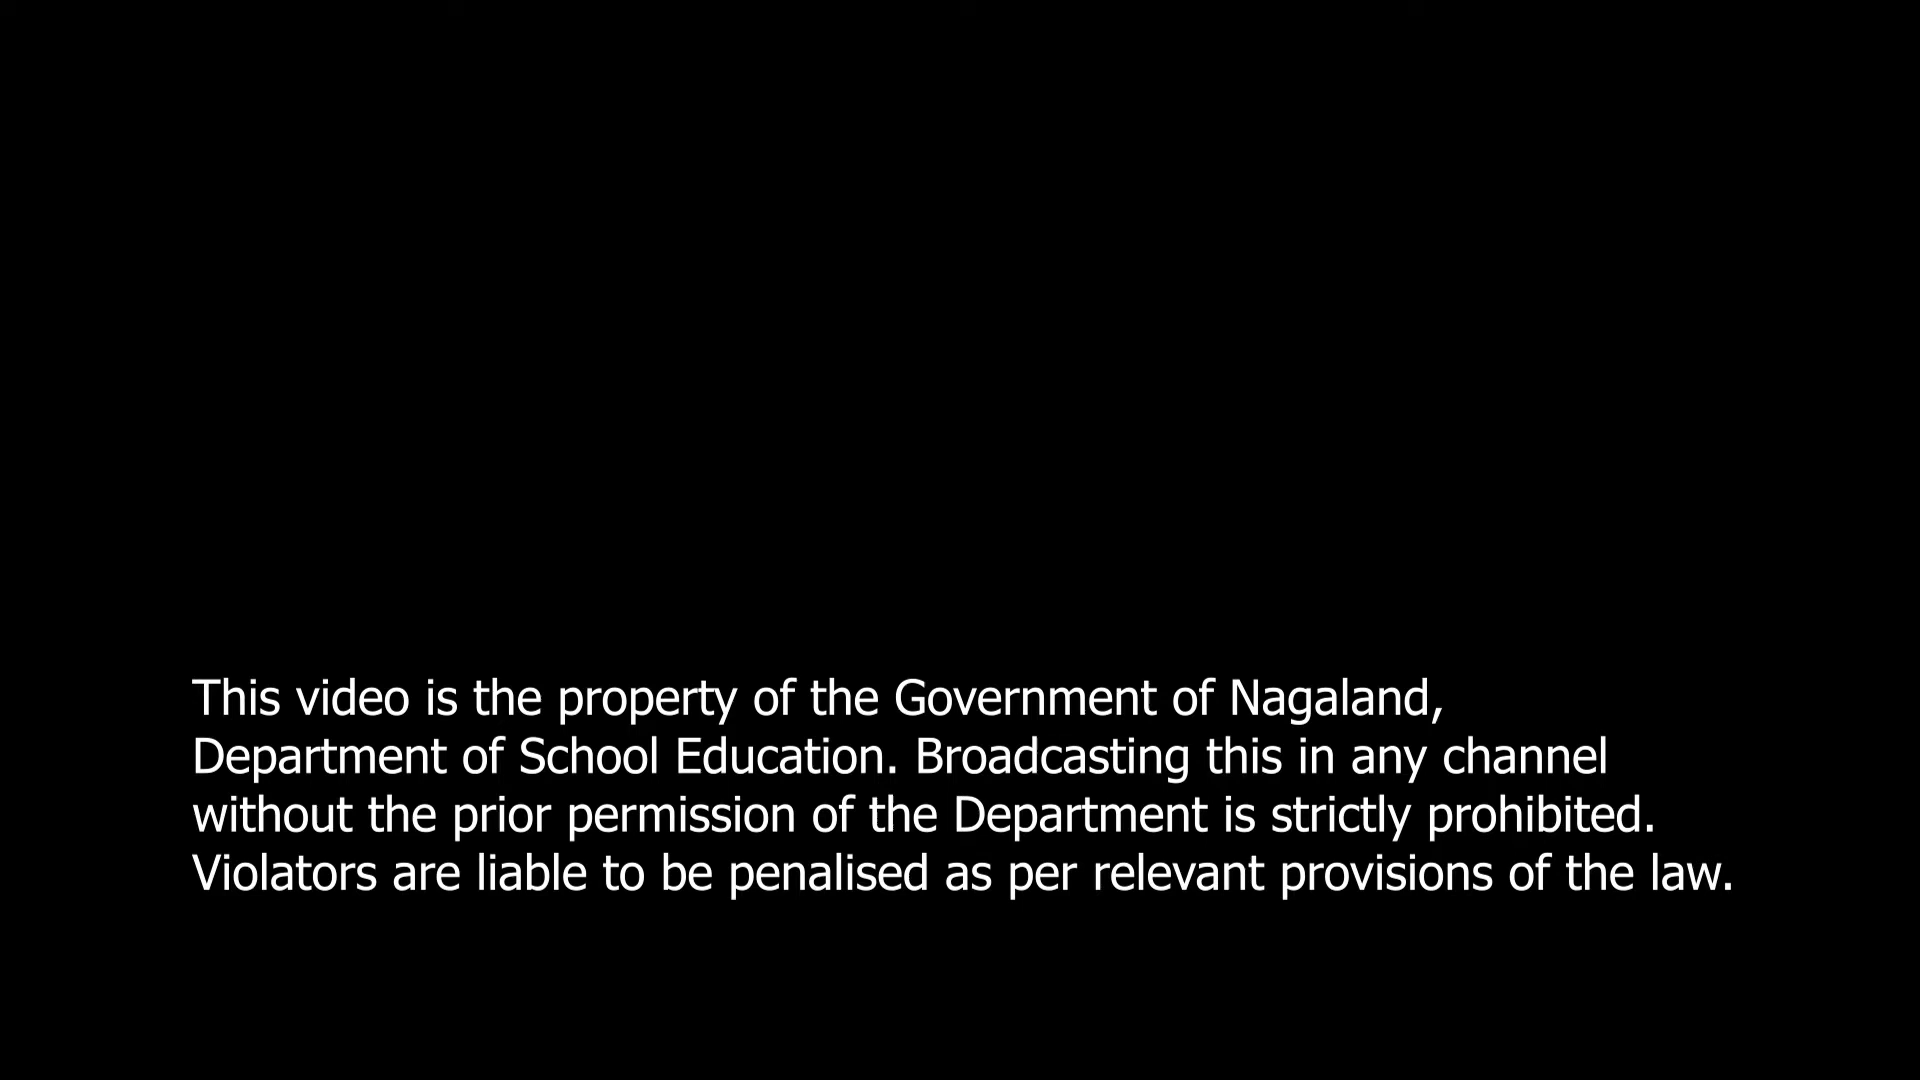 This video is the property of the Government of Nagaland,
Department of School Education. Broadcasting this in any channel
without the prior permission of the Department is strictly prohibited.
Violators are liable to be penalised as per relevant provisions of the law.